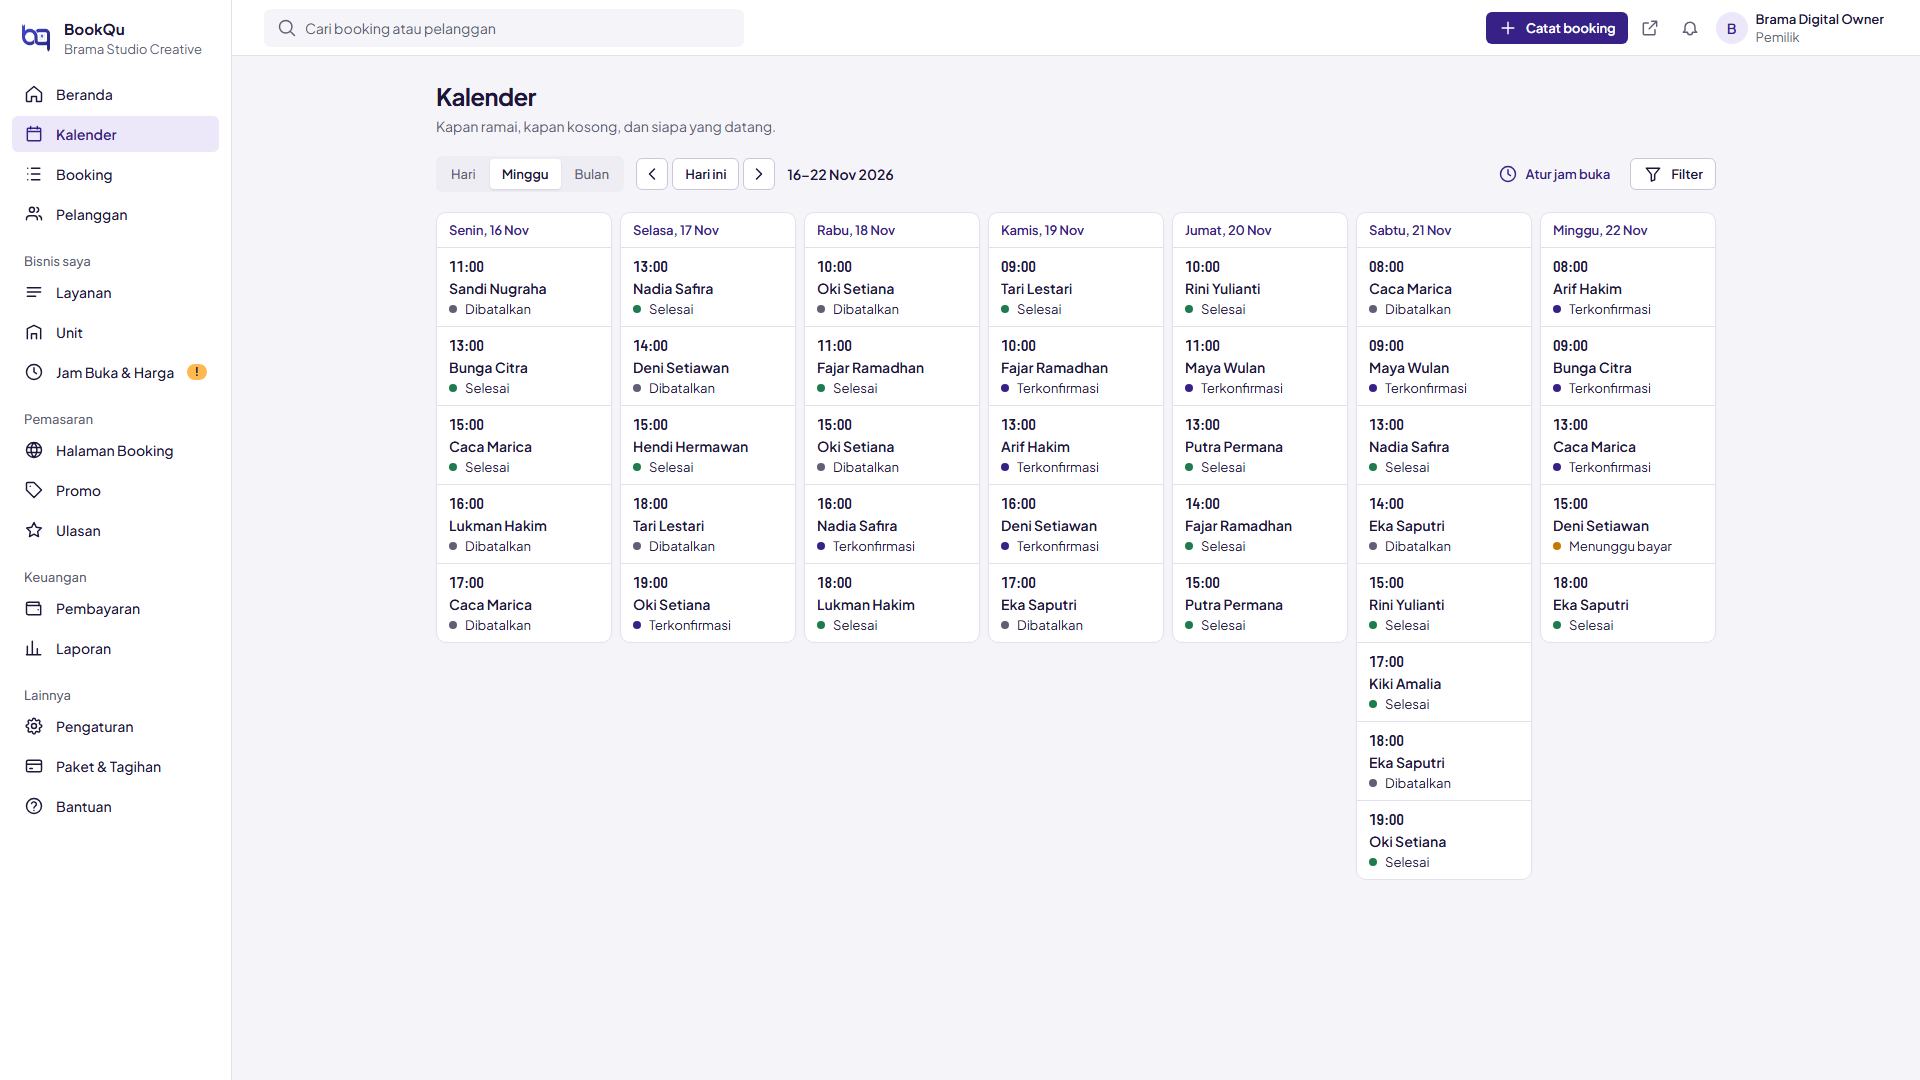 BookQu
Brama Studio Creative
Beranda
Kalender
Booking
Pelanggan
Bisnis saya
Layanan
Unit
Jam Buka & Harga !
Pemasaran
Halaman Booking
Promo
Ulasan
Keuangan
Pembayaran
Laporan
Lainnya
Pengaturan
Paket & Tagihan
Bantuan
Cari booking atau pelanggan
Catat booking
B
Brama Digital Owner
Pemilik
Kalender
Kapan ramai, kapan kosong, dan siapa yang datang.
Hari Minggu Bulan
Hari ini
16–22 Nov 2026
Atur jam buka
Filter
Senin, 16 Nov
11:00
Sandi Nugraha
Dibatalkan
13:00
Bunga Citra
Selesai
15:00
Caca Marica
Selesai
16:00
Lukman Hakim
Dibatalkan
17:00
Caca Marica
Dibatalkan
Selasa, 17 Nov
13:00
Nadia Safira
Selesai
14:00
Deni Setiawan
Dibatalkan
15:00
Hendi Hermawan
Selesai
18:00
Tari Lestari
Dibatalkan
19:00
Oki Setiana
Terkonfirmasi
Rabu, 18 Nov
10:00
Oki Setiana
Dibatalkan
11:00
Fajar Ramadhan
Selesai
15:00
Oki Setiana
Dibatalkan
16:00
Nadia Safira
Terkonfirmasi
18:00
Lukman Hakim
Selesai
Kamis, 19 Nov
09:00
Tari Lestari
Selesai
10:00
Fajar Ramadhan
Terkonfirmasi
13:00
Arif Hakim
Terkonfirmasi
16:00
Deni Setiawan
Terkonfirmasi
17:00
Eka Saputri
Dibatalkan
Jumat, 20 Nov
10:00
Rini Yulianti
Selesai
11:00
Maya Wulan
Terkonfirmasi
13:00
Putra Permana
Selesai
14:00
Fajar Ramadhan
Selesai
15:00
Putra Permana
Selesai
Sabtu, 21 Nov
08:00
Caca Marica
Dibatalkan
09:00
Maya Wulan
Terkonfirmasi
13:00
Nadia Safira
Selesai
14:00
Eka Saputri
Dibatalkan
15:00
Rini Yulianti
Selesai
17:00
Kiki Amalia
Selesai
18:00
Eka Saputri
Dibatalkan
19:00
Oki Setiana
Selesai
Minggu, 22 Nov
08:00
Arif Hakim
Terkonfirmasi
09:00
Bunga Citra
Terkonfirmasi
13:00
Caca Marica
Terkonfirmasi
15:00
Deni Setiawan
Menunggu bayar
18:00
Eka Saputri
Selesai